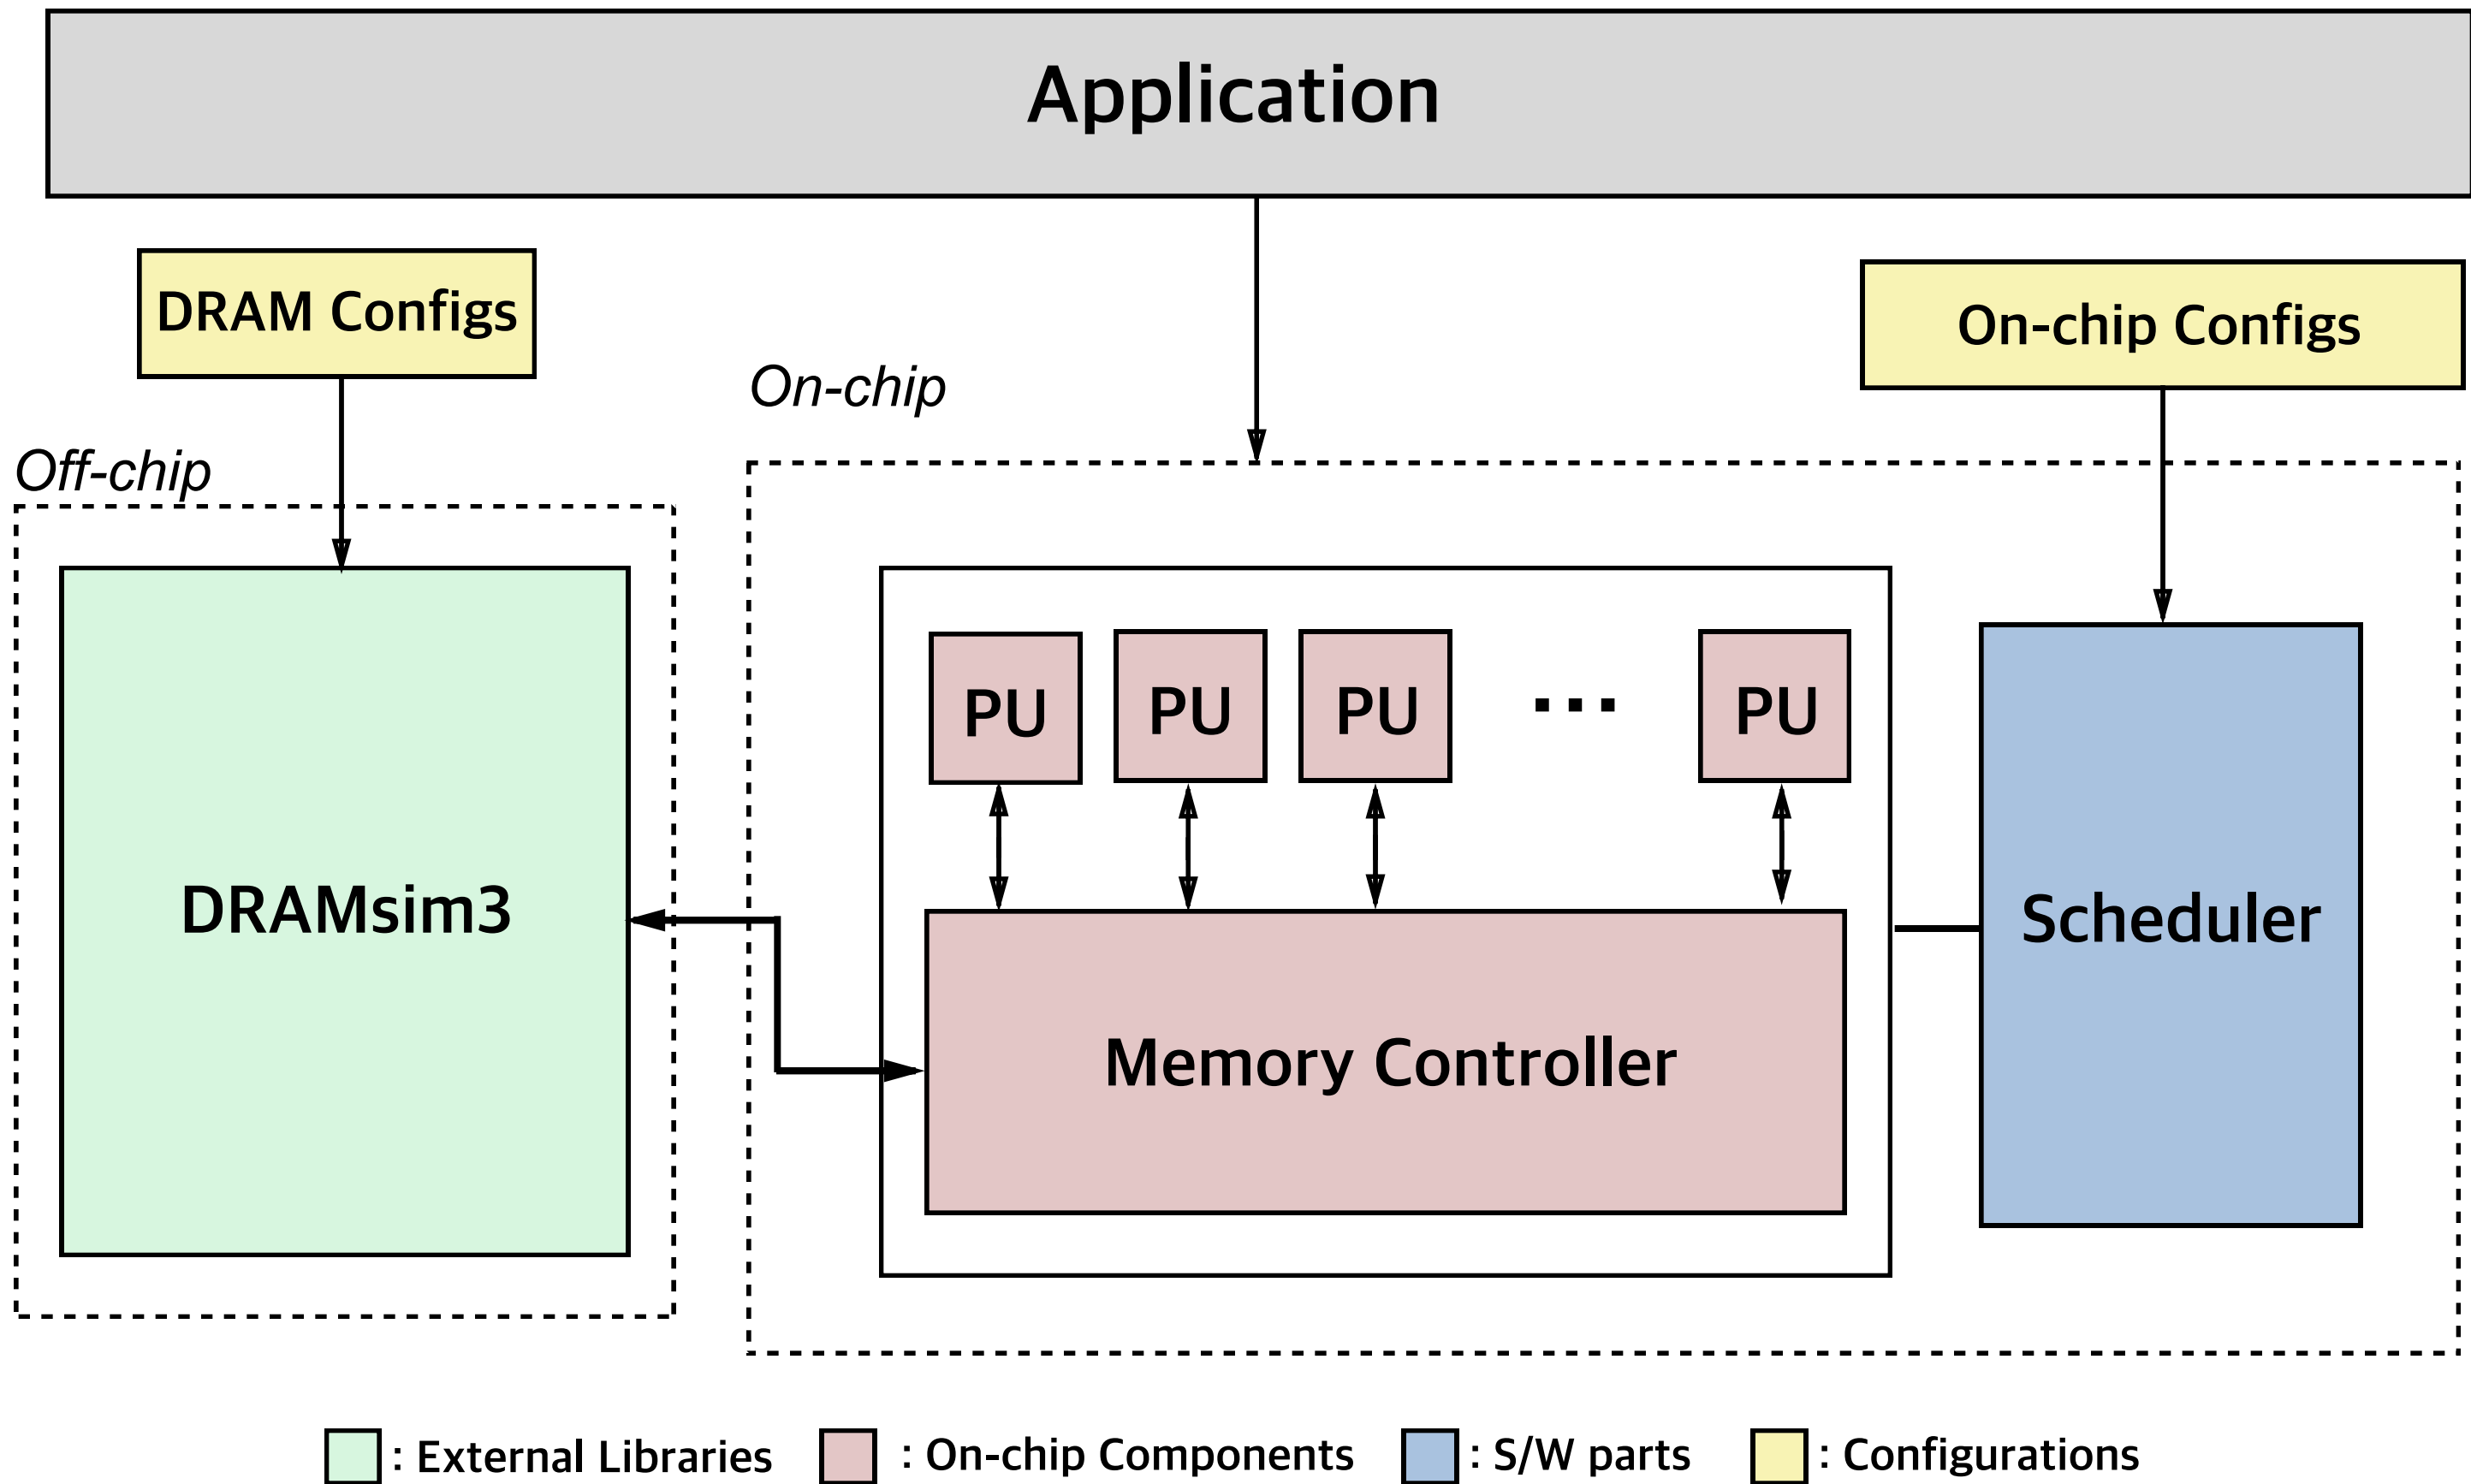 Application
DRAM Configs
On-chip Configs
On-chip
Off-chip
PU
PU
PU
...
PU
DRAMsim3
Scheduler
Memory Controller
: External Libraries
: On-chip Components
: S/W parts
: Configurations